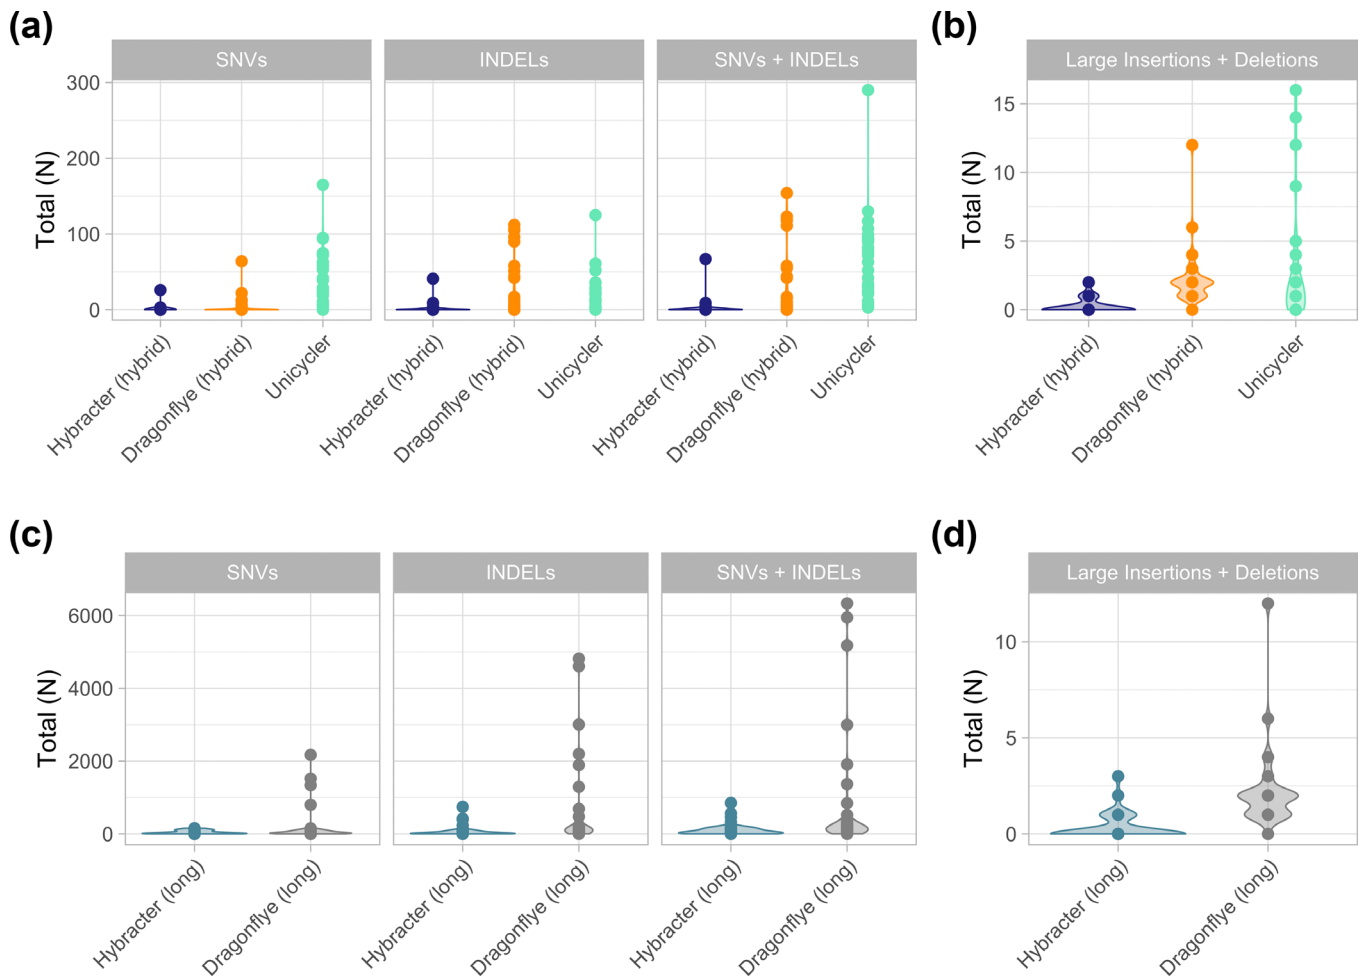 (a)
SNVs
INDELs
SNVs + INDELs
Total (N)
300
200
100
0
Hybracter (hybrid)
Dragonflye (hybrid)
Unicycler
Hybracter (hybrid)
Dragonflye (hybrid)
Unicycler
Hybracter (hybrid)
Dragonflye (hybrid)
Unicycler
(b)
Large Insertions + Deletions
Total (N)
15
10
5
0
Hybracter (hybrid)
Dragonflye (hybrid)
Unicycler
(c)
SNVs
INDELs
SNVs + INDELs
Total (N)
6000
4000
2000
0
Hybracter (long)
Dragonflye (long)
Hybracter (long)
Dragonflye (long)
Hybracter (long)
Dragonflye (long)
(d)
Large Insertions + Deletions
Total (N)
10
5
0
Hybracter (long)
Dragonflye (long)